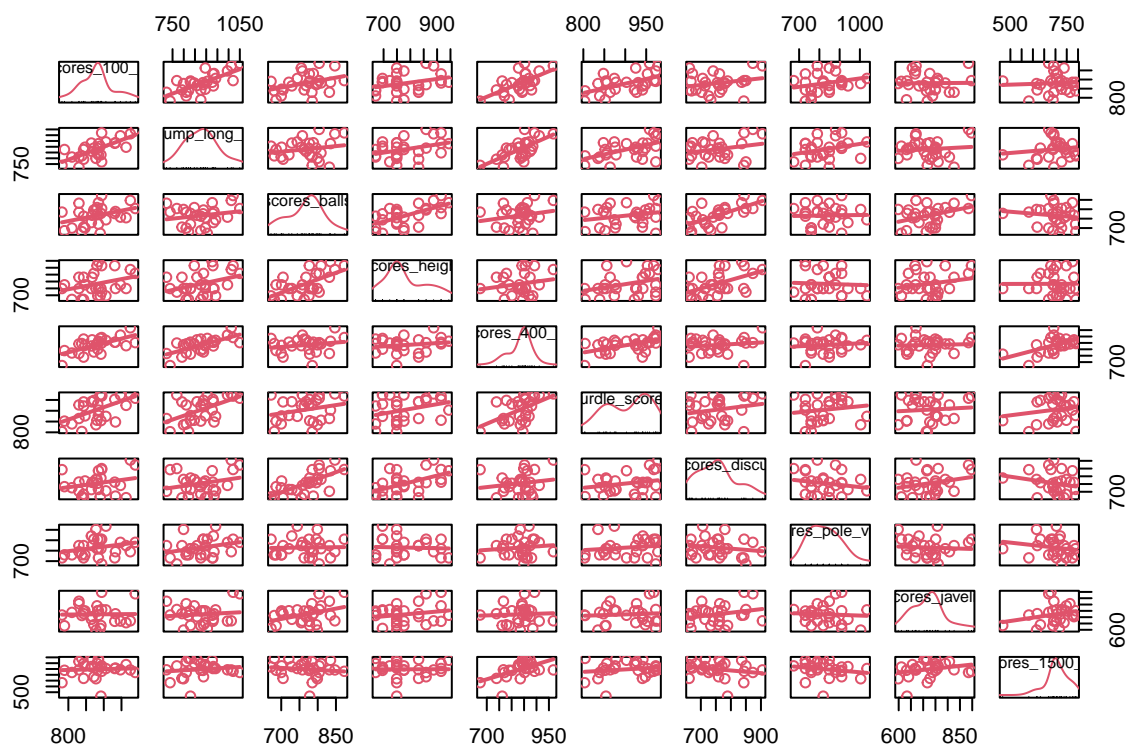 750 1050 700 900 800 950 700 1000 500 750
cores_100_ 800
750 ump_long_
scores_balls 700
700 cores_heigh
cores_400_ 700
800 urdle_score
cores_discu 700
700 res_pole_v
cores_javeli 600
500 ores_1500_
800 700 850 700 950 700 900 600 850